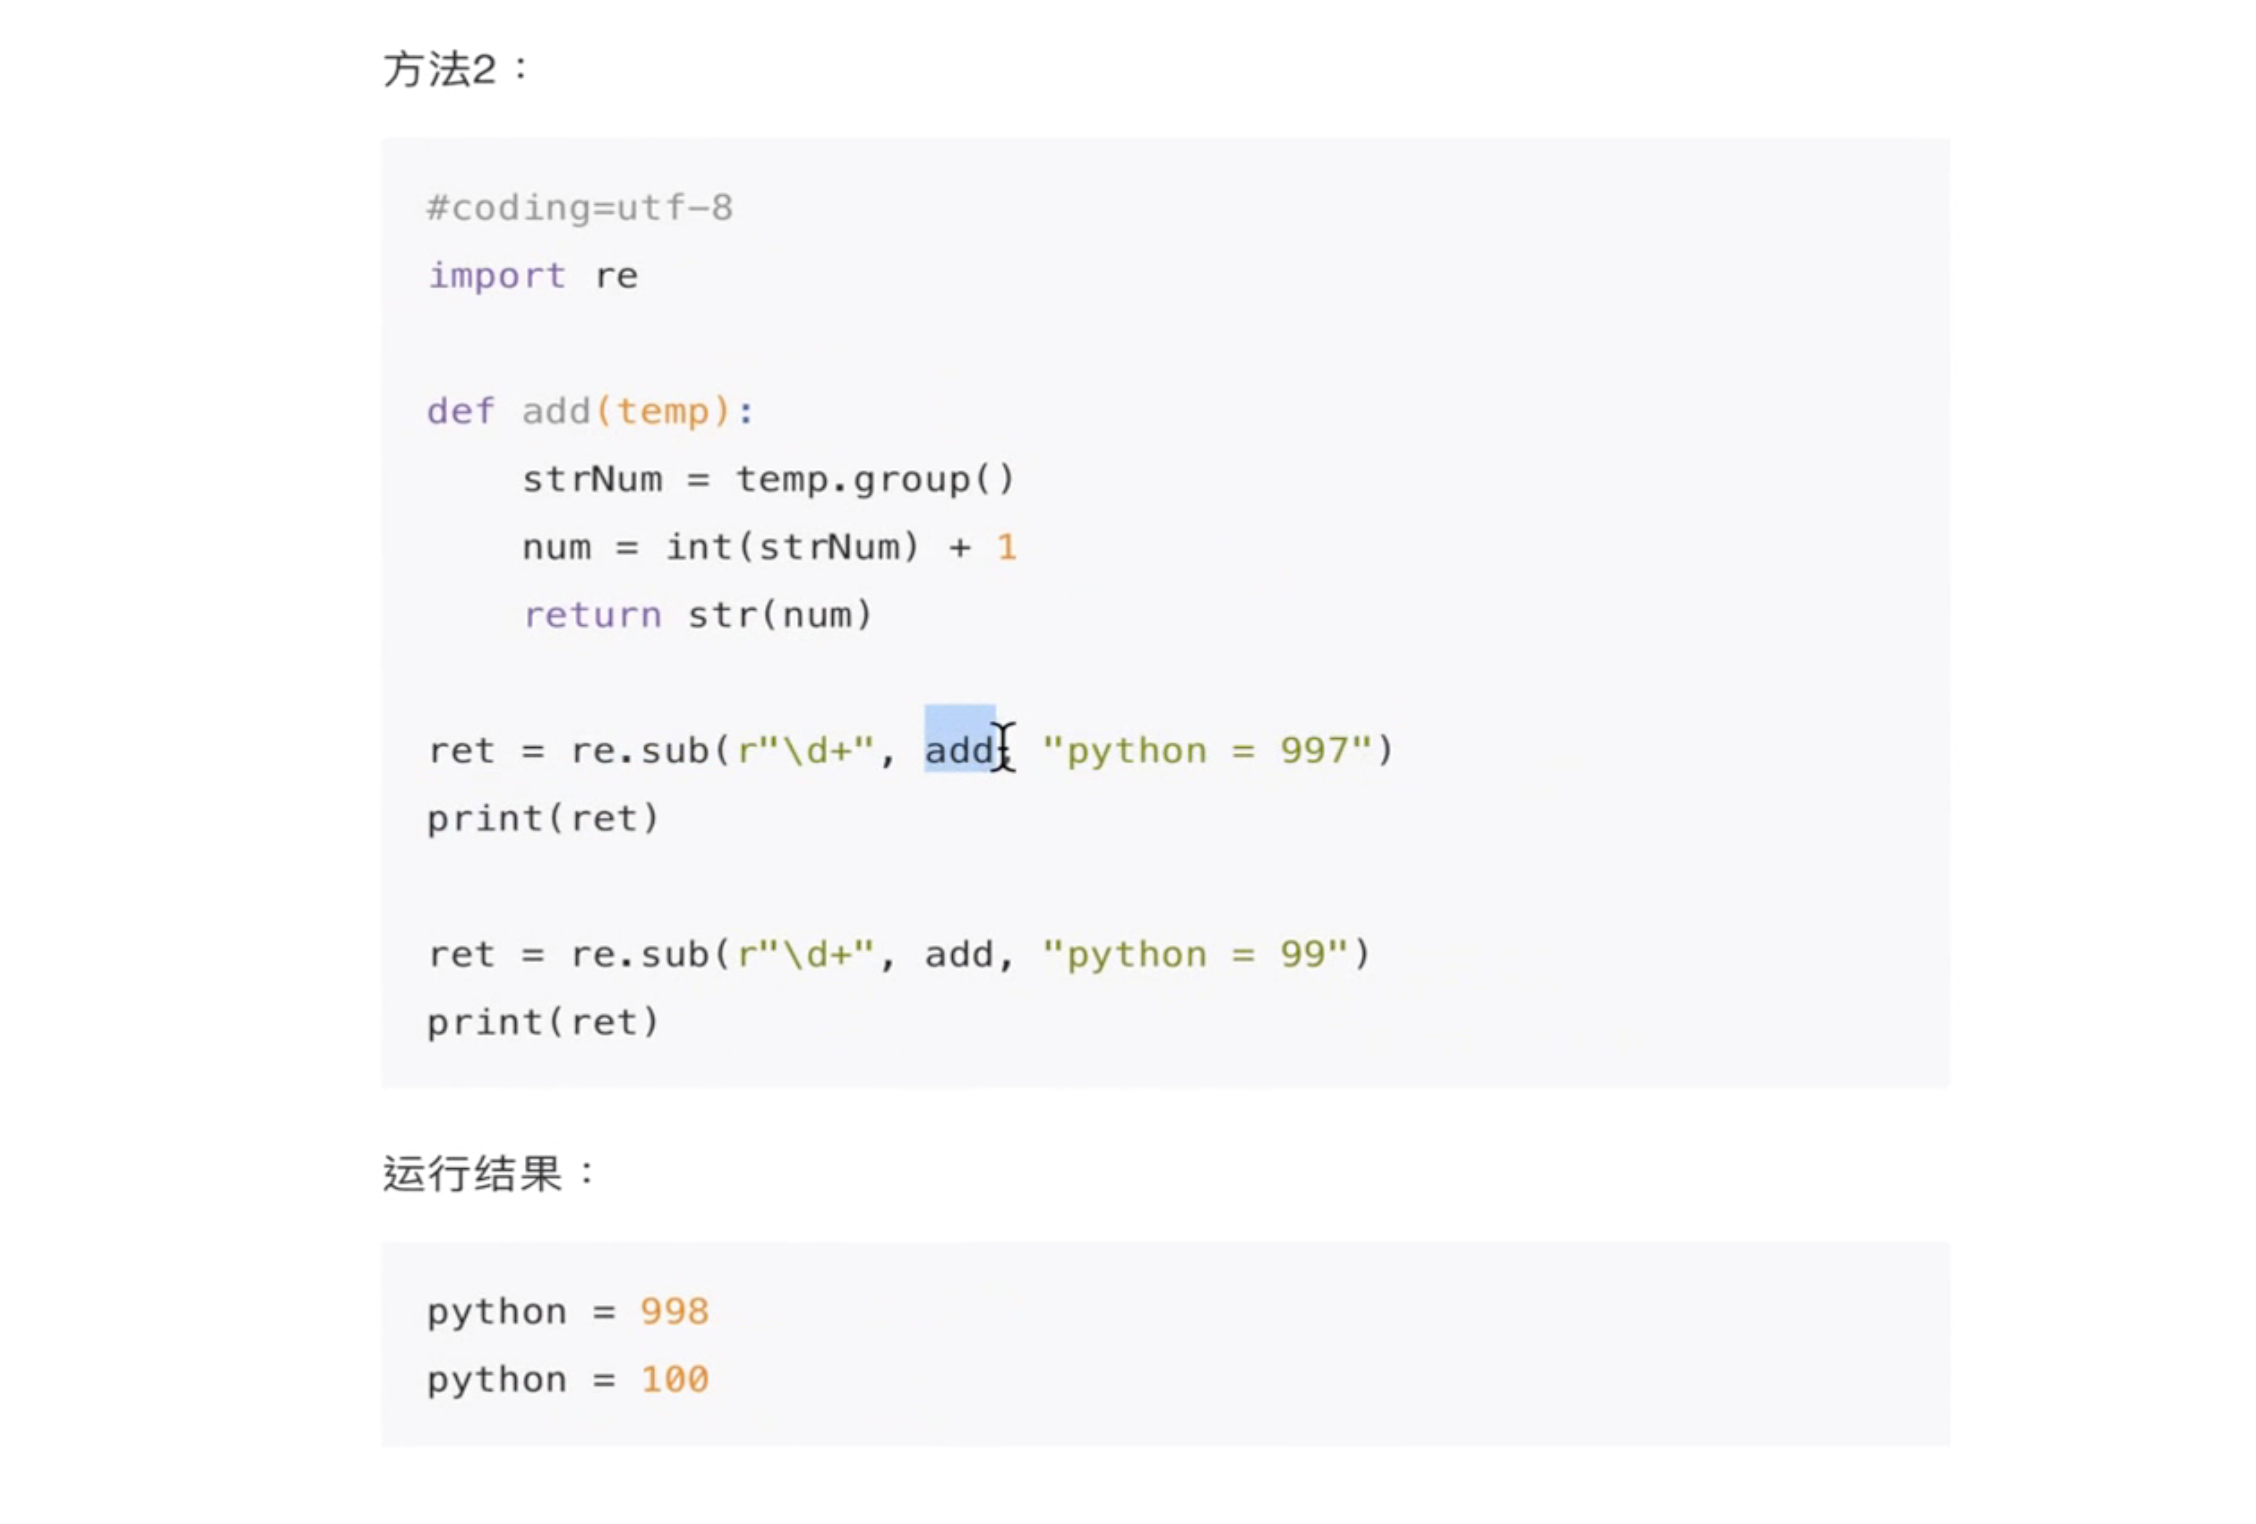 方法2：
#coding=utf-8
import re
def add(temp):
    strNum = temp.group()
    num = int(strNum) + 1
    return str(num)
ret = re.sub(r"\d+", add, "python = 997")
print(ret)
ret = re.sub(r"\d+", add, "python = 99")
print(ret)
运行结果：
python = 998
python = 100